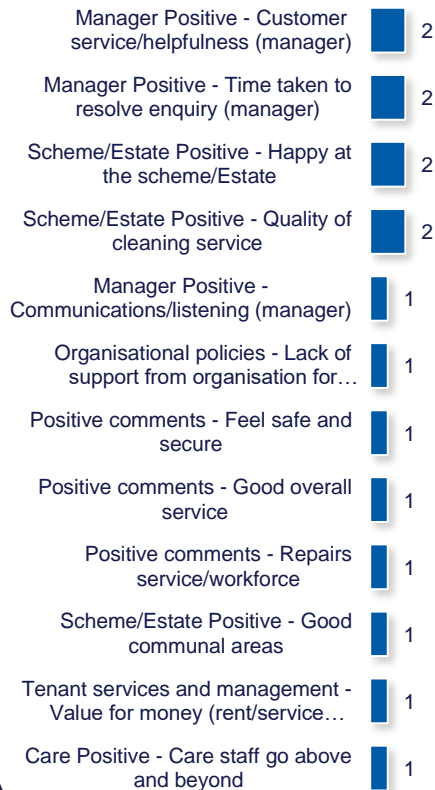 Manager Positive - Customer
service/helpfulness (manager)
2
Manager Positive - Time taken to
resolve enquiry (manager)
2
Scheme/Estate Positive - Happy at
the scheme/Estate
2
Scheme/Estate Positive - Quality of
cleaning service
2
Manager Positive -
Communications/listening (manager)
1
Organisational policies - Lack of
support from organisation for…
1
Positive comments - Feel safe and
secure
1
Positive comments - Good overall
service
1
Positive comments - Repairs
service/workforce
1
Scheme/Estate Positive - Good
communal areas
1
Tenant services and management -
Value for money (rent/service…
1
Care Positive - Care staff go above
and beyond
1